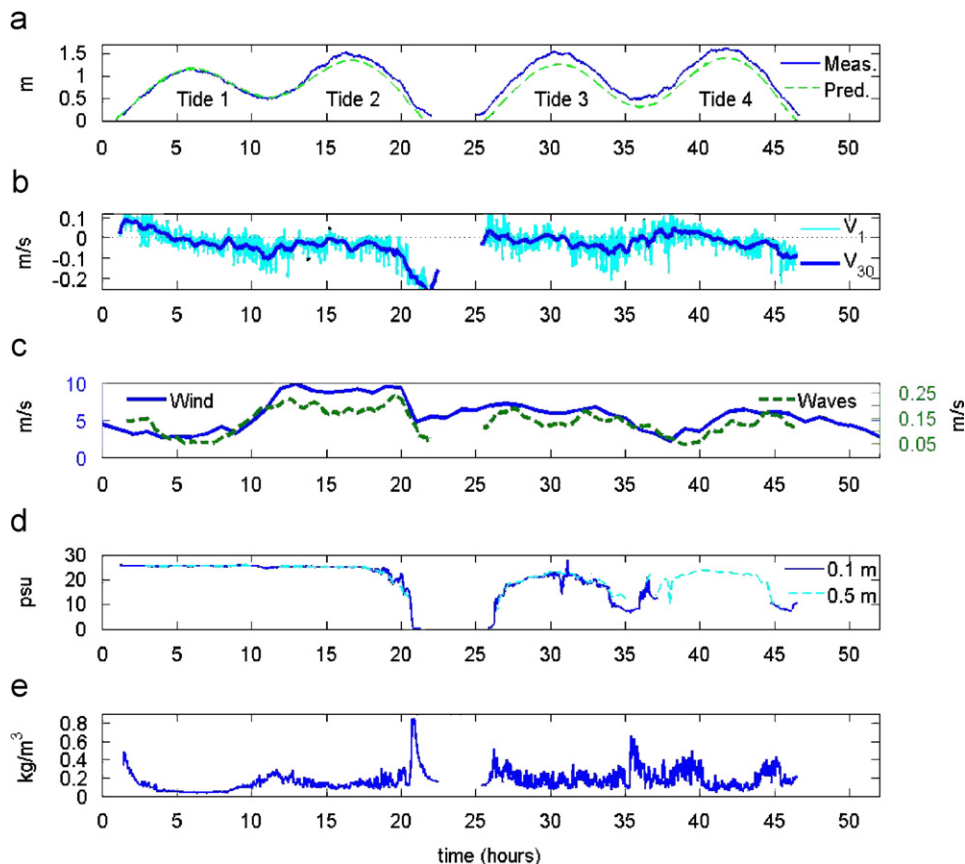 a
1.5
m
1
0.5
0
Meas.
Pred.
Tide 1 Tide 2 Tide 3 Tide 4
0 5 10 15 20 25 30 35 40 45 50
b
0.1
0
m/s
-0.1
-0.2
V1
V30
0 5 10 15 20 25 30 35 40 45 50
c
10
m/s
5
0
Wind
Waves
0.25
0.15
m/s
0.05
0 5 10 15 20 25 30 35 40 45 50
d
30
20
psu
10
0
0.1 m
0.5 m
0 5 10 15 20 25 30 35 40 45 50
e
0.8
0.6
kg/m³
0.4
0.2
0
0 5 10 15 20 25 30 35 40 45 50
time (hours)